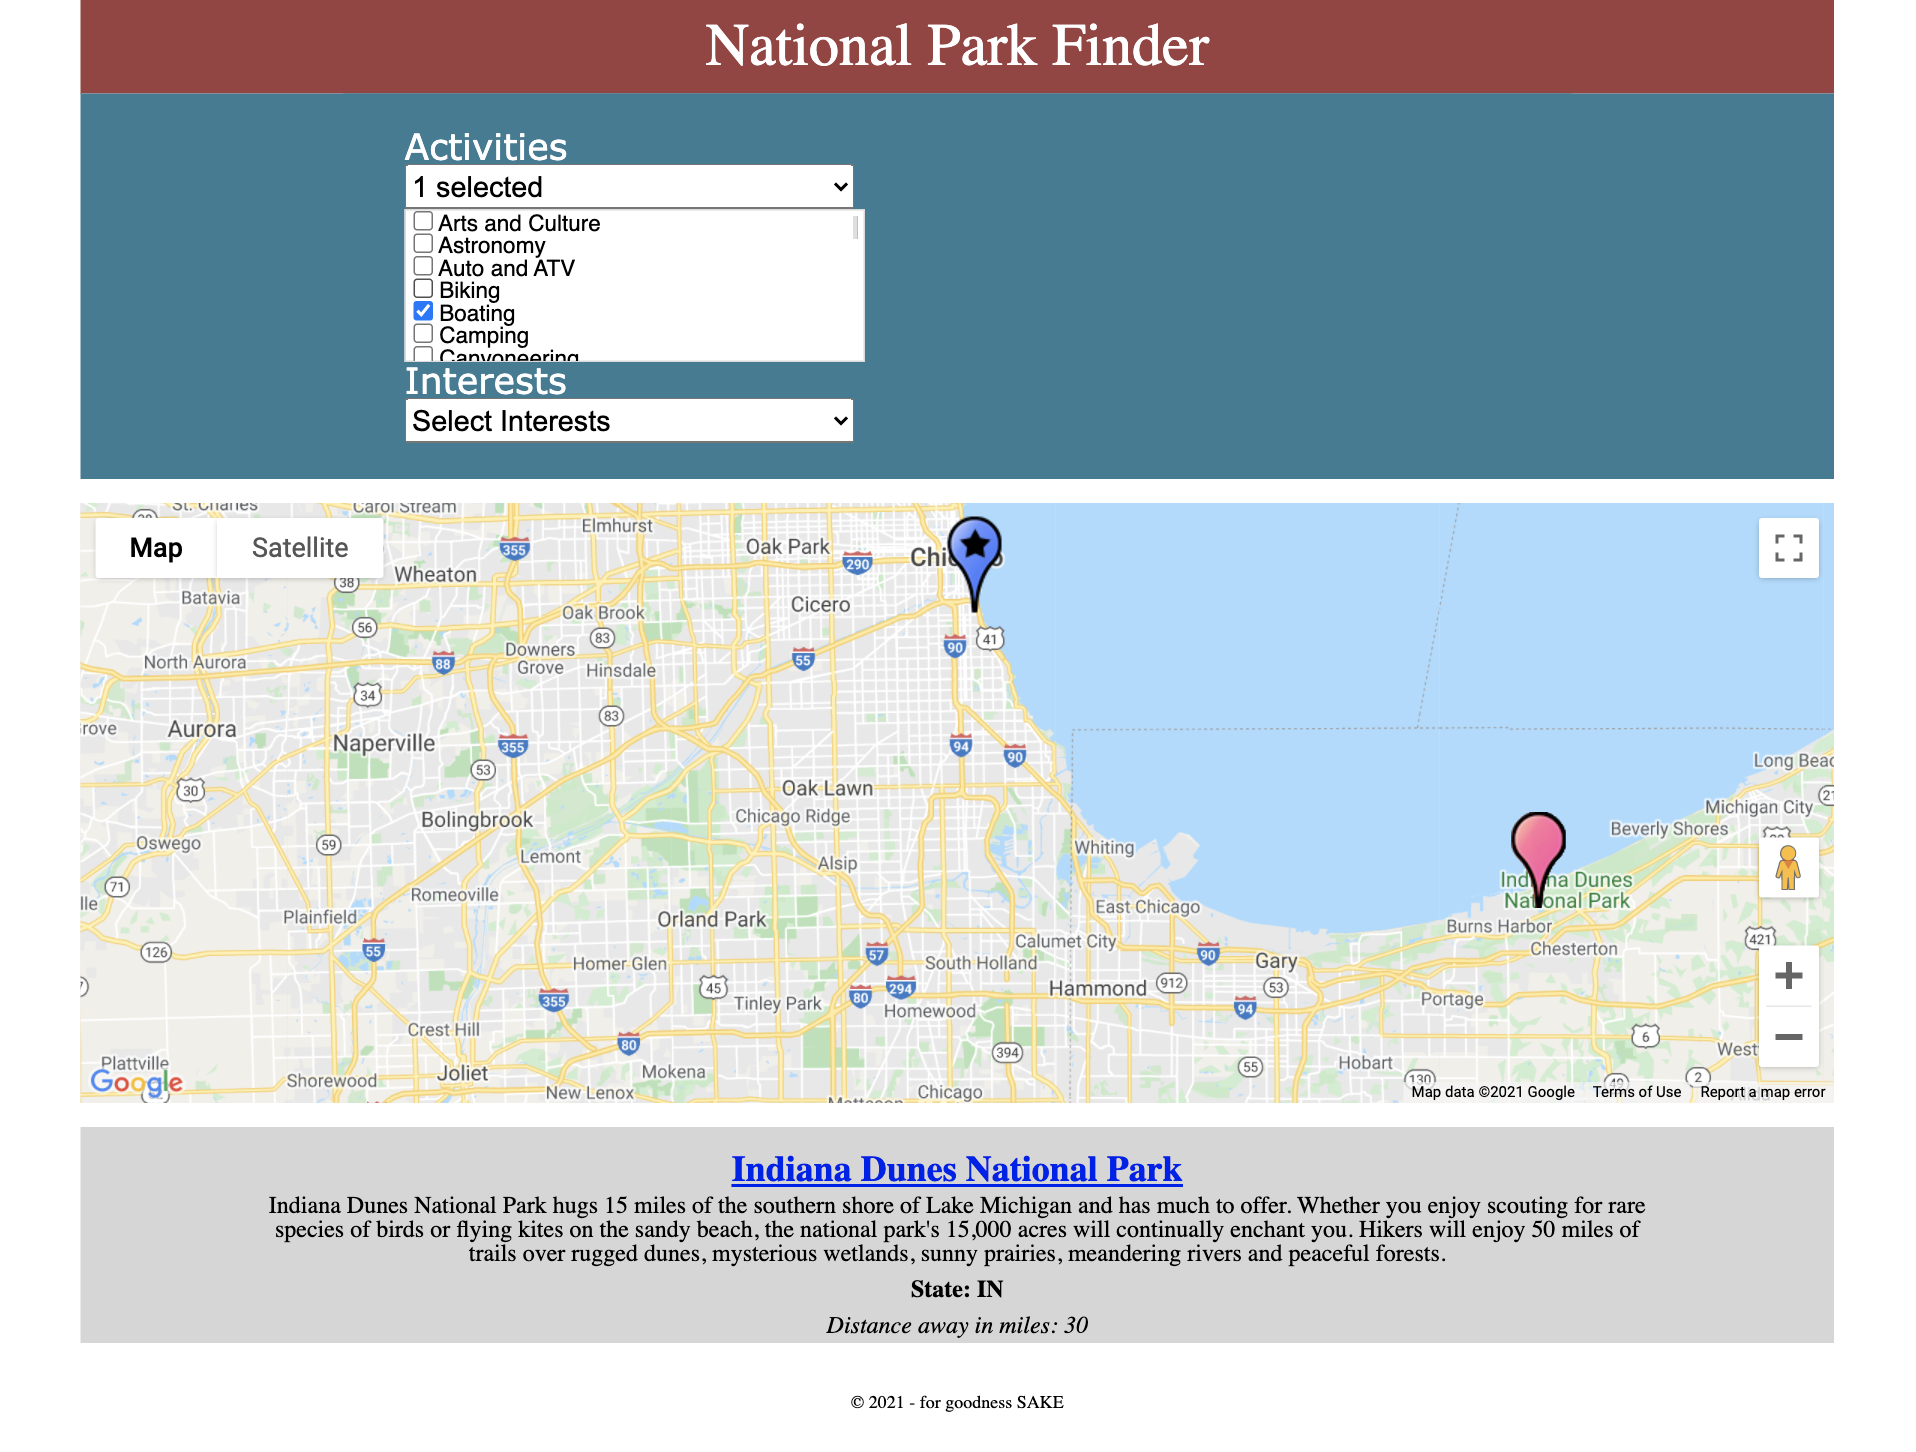 National Park Finder
Activities
1 selected
Arts and Culture
Astronomy
Auto and ATV
Biking
Boating
Camping
Canyoneering
Interests
Select Interests
St. Charles
Carol Stream
Elmhurst
Oak Park
Map
Satellite
355
290
Wheaton
38
Batavia
Oak Brook
Cicero
56
83
41
90
Downers
Grove
Hinsdale
55
North Aurora
88
34
83
Aurora
Naperville
355
94
90
53
Long Beac
30
Oak Lawn
Michigan City
21
Bolingbrook
Chicago Ridge
Beverly Shores
Oswego
59
Lemont
Alsip
Whiting
71
Romeoville
Indiana Dunes
National Park
lle
Plainfield
Orland Park
East Chicago
Burns Harbor
126
55
Calumet City
Chesterton
421
Homer Glen
57
South Holland
90
Gary
45
294
Hammond
912
53
355
Tinley Park
80
Homewood
94
Portage
Crest Hill
80
394
6
West
Plattville
Joliet
Mokena
55
Hobart
Google
Shorewood
New Lenox
Chicago
130
49
2
Map data ©2021 Google
Terms of Use
Report a map error
Indiana Dunes National Park
Indiana Dunes National Park hugs 15 miles of the southern shore of Lake Michigan and has much to offer. Whether you enjoy scouting for rare
species of birds or flying kites on the sandy beach, the national park's 15,000 acres will continually enchant you. Hikers will enjoy 50 miles of
trails over rugged dunes, mysterious wetlands, sunny prairies, meandering rivers and peaceful forests.
State: IN
Distance away in miles: 30
© 2021 - for goodness SAKE